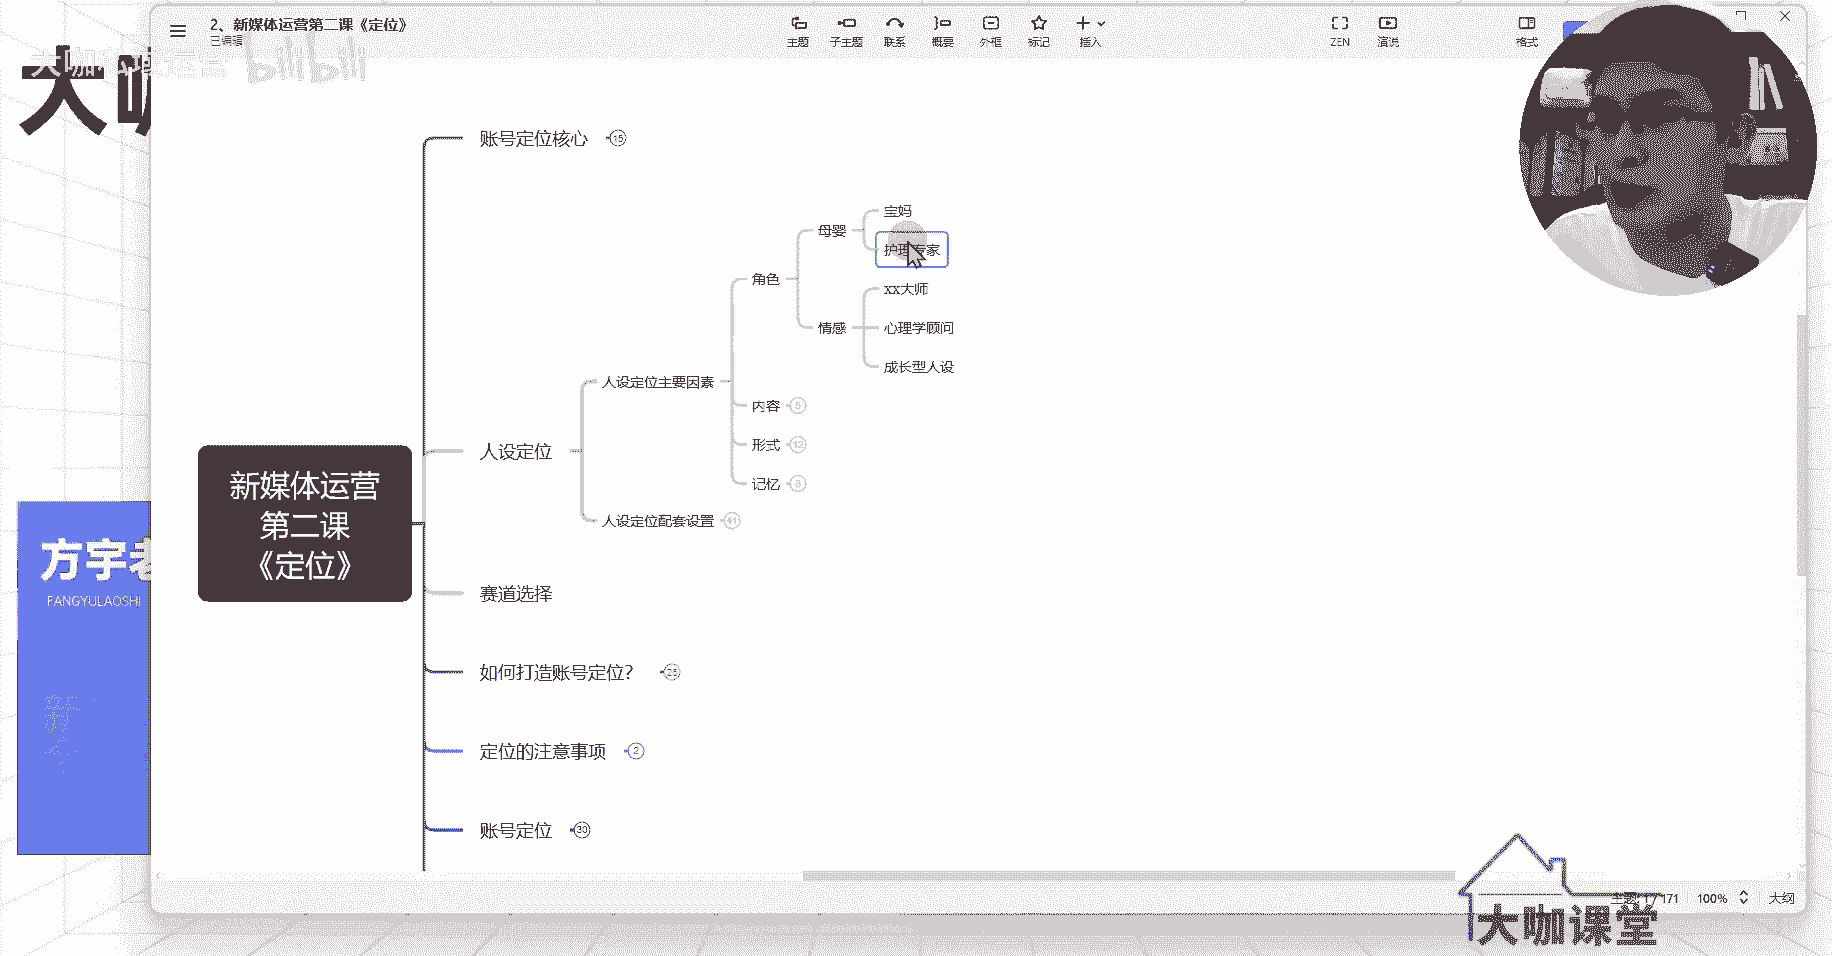 2、新媒体运营第二课《定位》
已编辑
主题
子主题
联系
概要
外框
标记
插入
ZEN
演说
格式
大咖私域运营
bilibili
大咖
账号定位核心
15
宝妈
母婴
护理专家
角色
xx大师
情感
心理学顾问
成长型人设
人设定位主要因素
内容
5
人设定位
形式
12
记忆
8
人设定位配套设置
41
新媒体运营
第二课
《定位》
方宇老
FANGYULAOSHI
赛道选择
如何打造账号定位?
定位的注意事项
2
账号定位
30
主题: 1 / 171
100%
大纲
大咖课堂